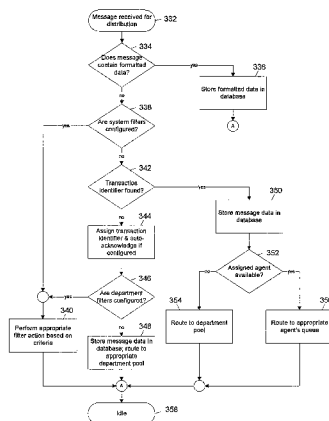 Message received for
distribution
332
334
Does message
contain formatted
data?
yes
336
Store formatted data in
database
A
no
338
Are system filters
configured?
yes
no
342
Transaction
identifier found?
yes
350
Store message data in
database
no
344
Assign transaction
identifier & auto-
acknowledge if
configured
352
Assigned agent
available?
346
Are department
filters configured?
yes
no
yes
340
Perform appropriate
filter action based on
criteria
no
348
Store message data in
database; route to
appropriate
department pool
354
Route to department
pool
Route to appropriate
agent's queue
A
Idle
358